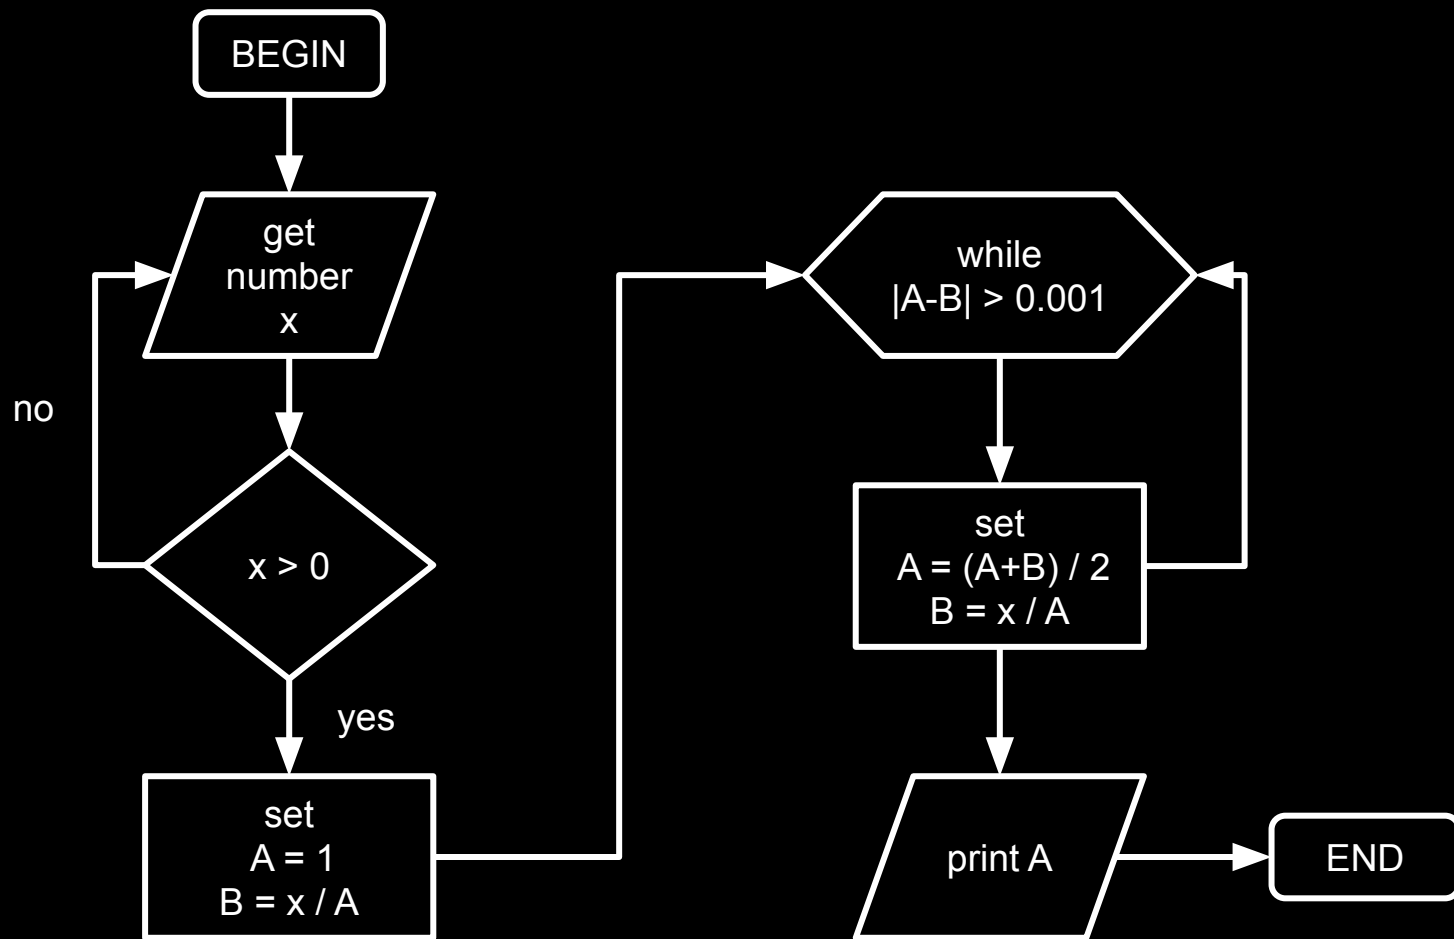 BEGIN
get
number
x
no
x > 0
yes
set
A = 1
B = x / A
while
|A-B| > 0.001
set
A = (A+B) / 2
B = x / A
print A
END